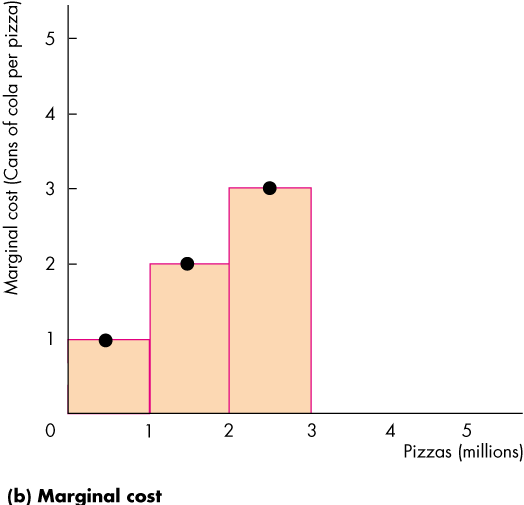 Marginal cost (Cans of cola per pizza)
5
4
3
2
1
0 1 2 3 4 5
Pizzas (millions)
(b) Marginal cost